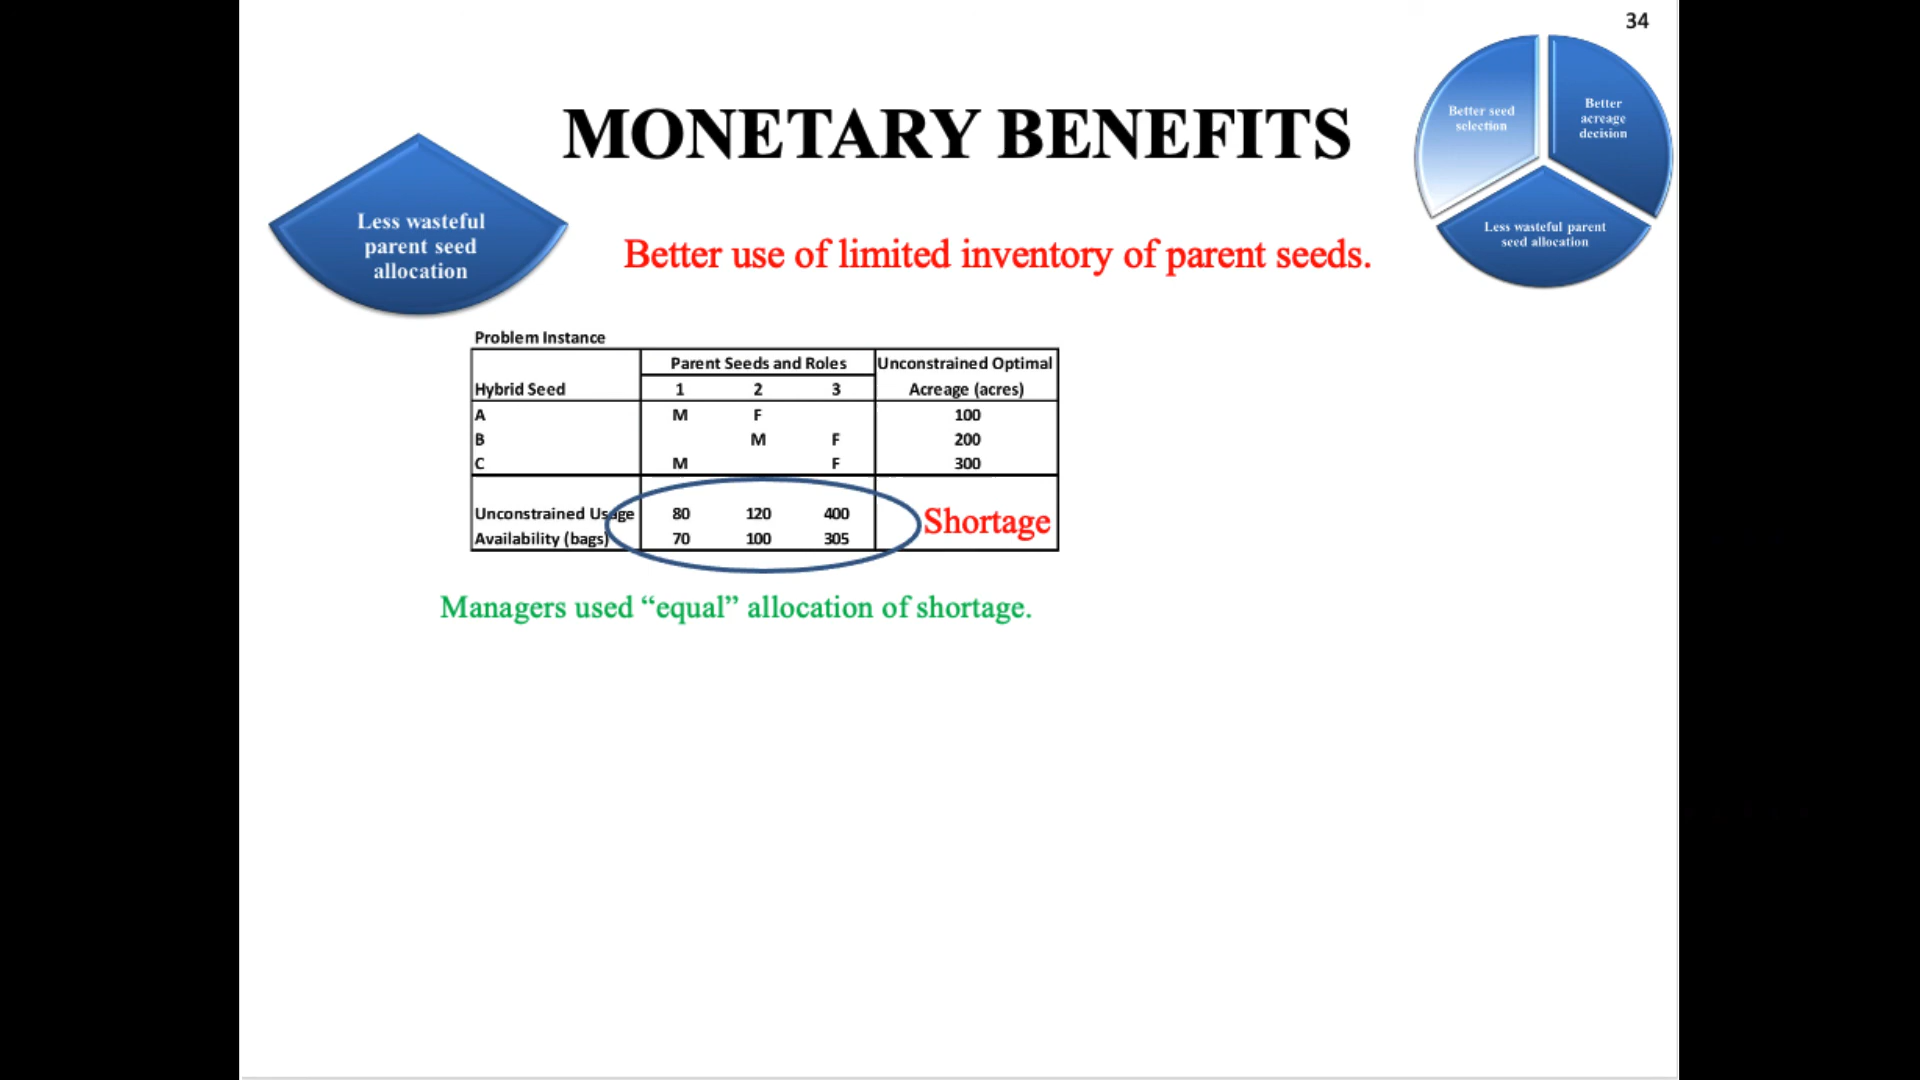 34
MONETARY BENEFITS
Better seed
selection
Better
acreage
decision
Less wasteful parent
seed allocation
Less wasteful
parent seed
allocation
Better use of limited inventory of parent seeds.
Problem Instance
Parent Seeds and Roles Unconstrained Optimal
Hybrid Seed 1 2 3 Acreage (acres)
A M F 100
B M F 200
C M F 300
Unconstrained Usage 80 120 400
Availability (bags) 70 100 305
Shortage
Managers used “equal” allocation of shortage.